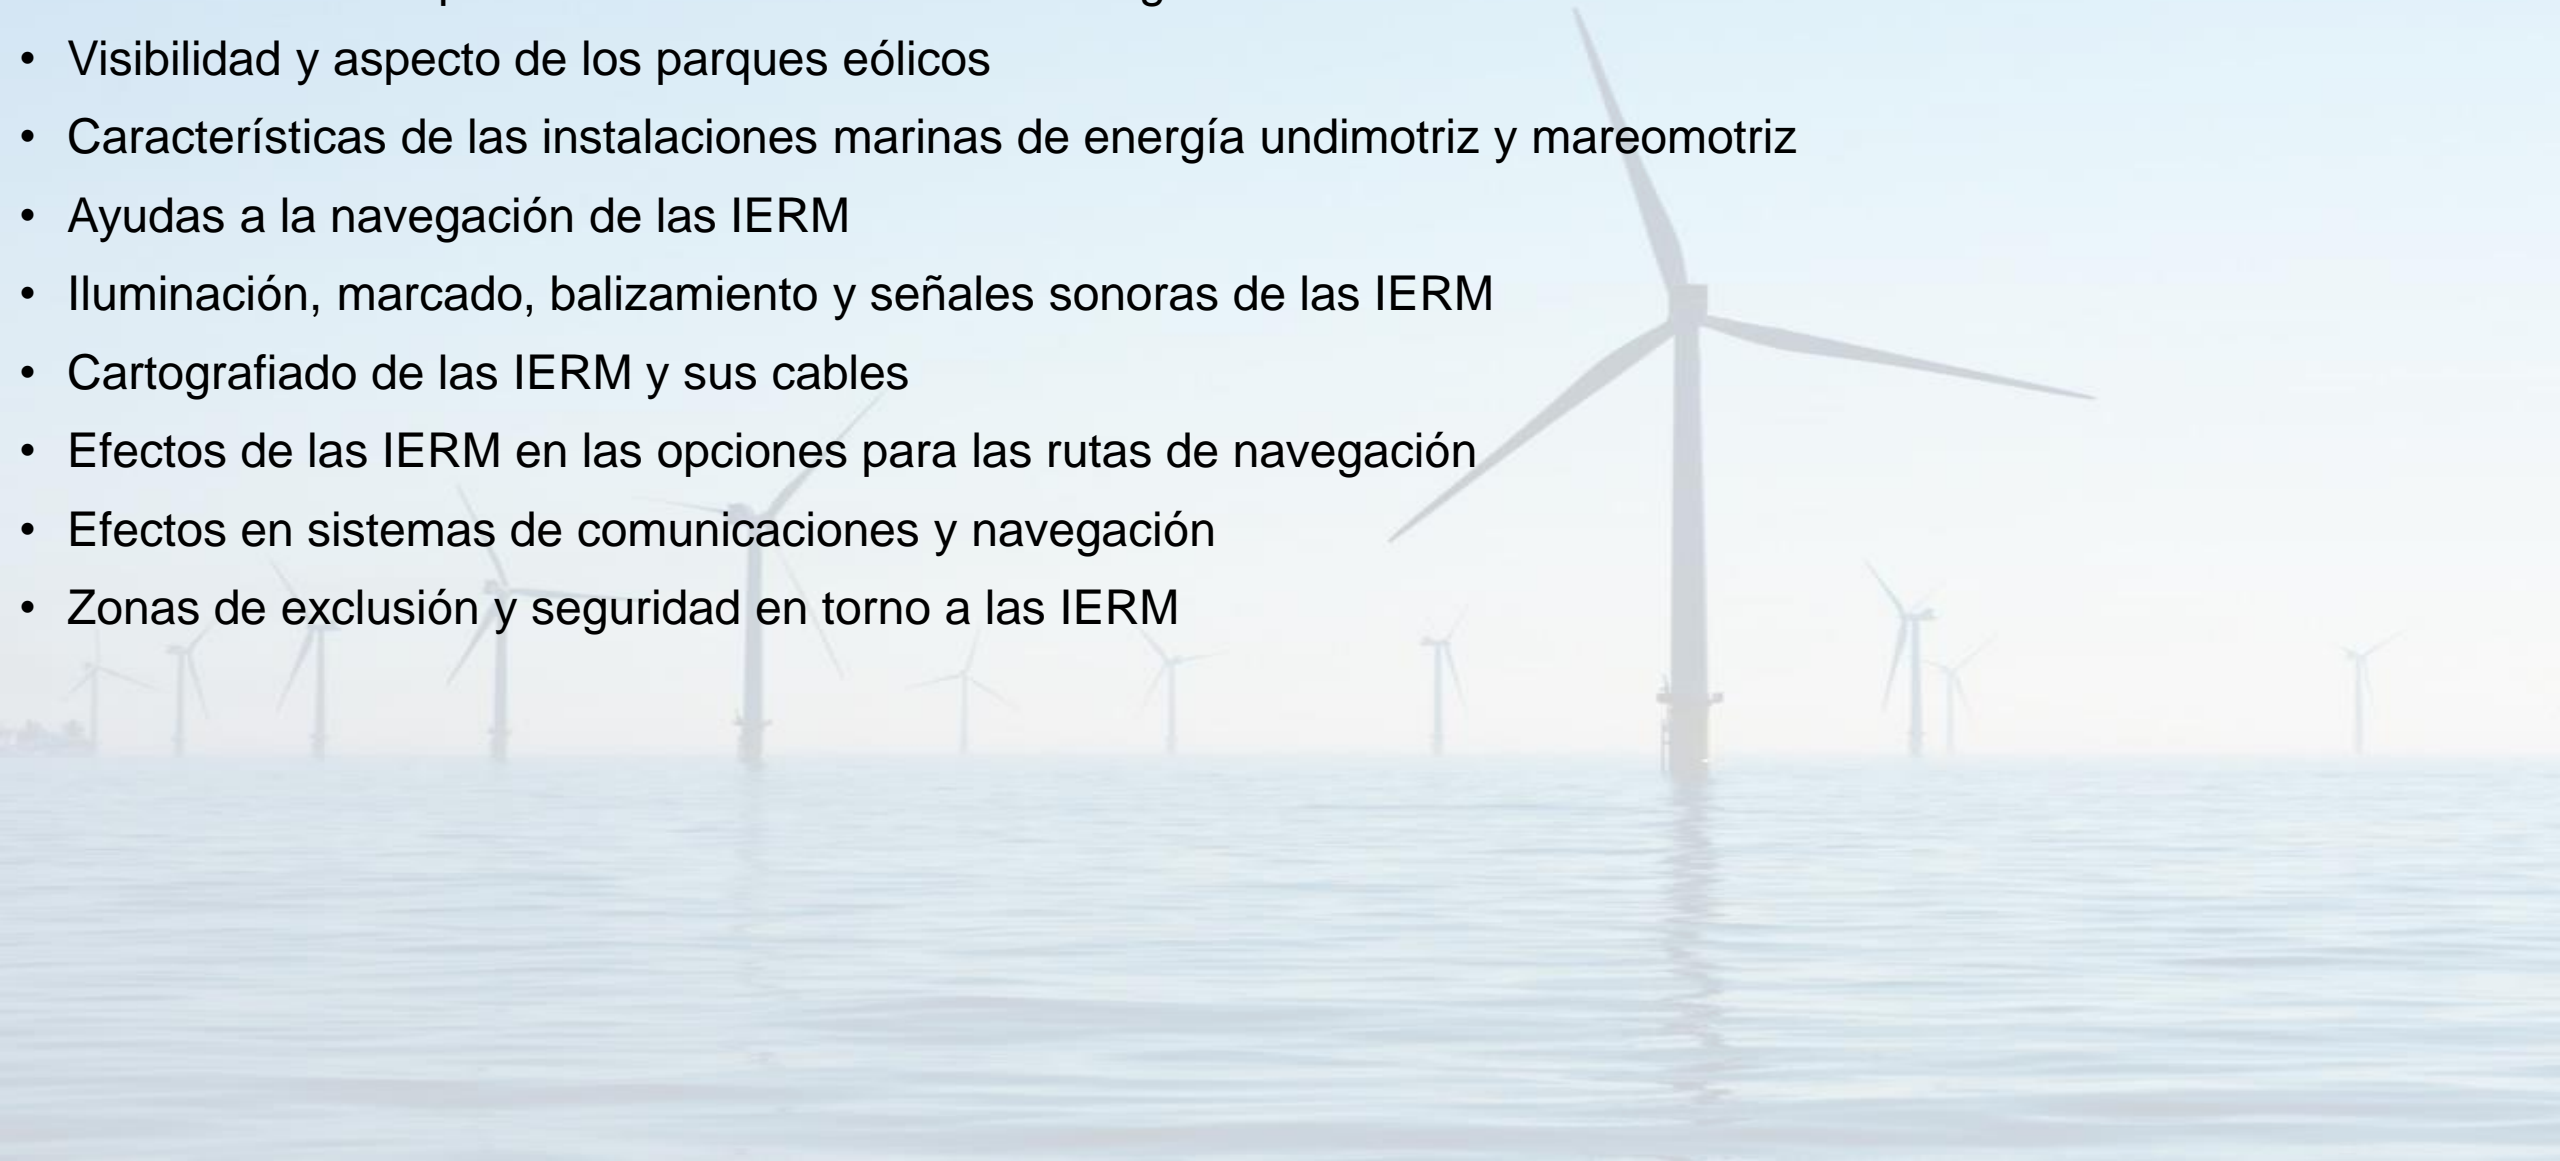 • Visibilidad y aspecto de los parques eólicos
• Características de las instalaciones marinas de energía undimotriz y mareomotriz
• Ayudas a la navegación de las IERM
• Iluminación, marcado, balizamiento y señales sonoras de las IERM
• Cartografiado de las IERM y sus cables
• Efectos de las IERM en las opciones para las rutas de navegación
• Efectos en sistemas de comunicaciones y navegación
• Zonas de exclusión y seguridad en torno a las IERM